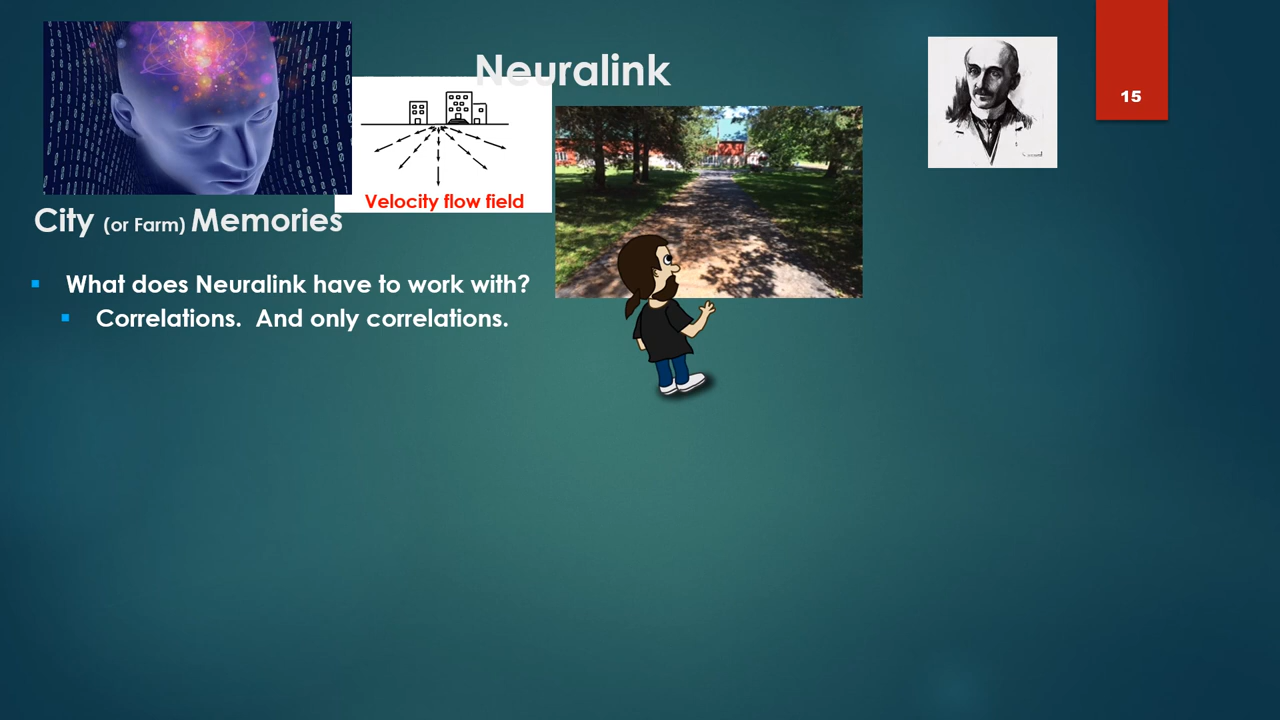 Neuralink
15
Velocity flow field
City (or Farm) Memories
What does Neuralink have to work with?
Correlations. And only correlations.